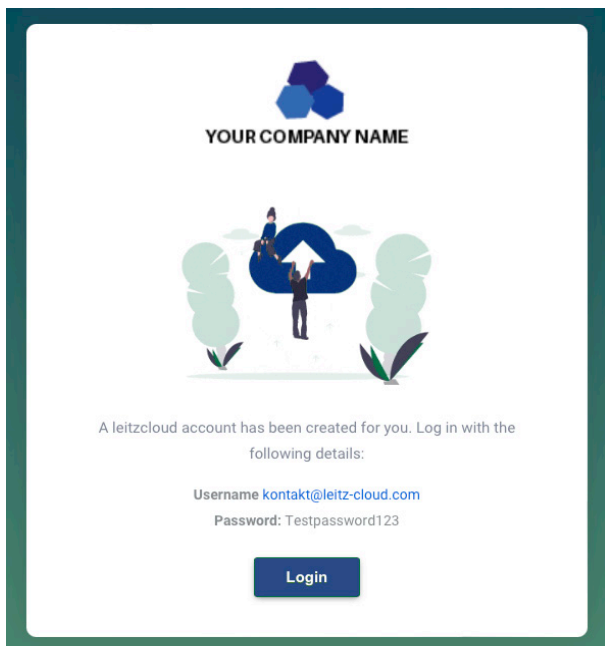 YOUR COMPANY NAME
A leitzcloud account has been created for you. Log in with the
following details:
Username kontakt@leitz-cloud.com
Password: Testpassword123
Login